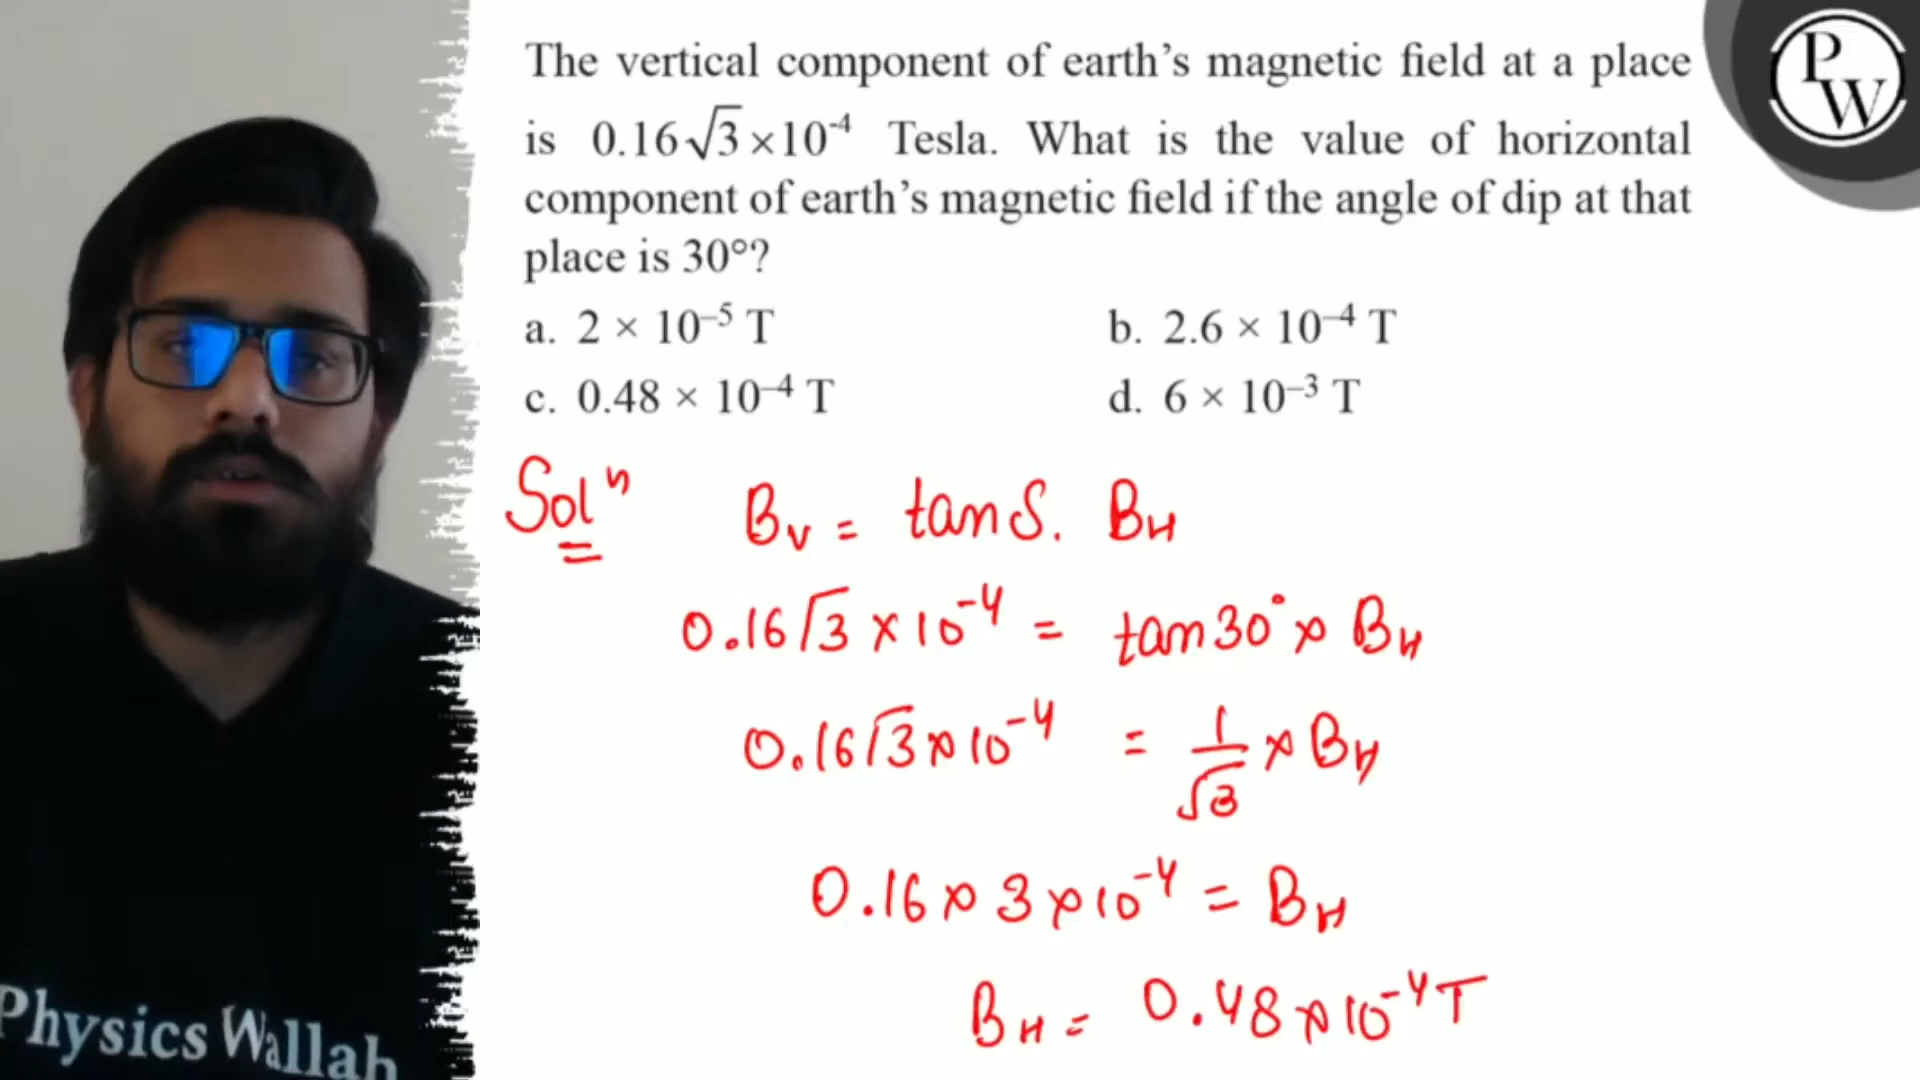 The vertical component of earth's magnetic field at a place
is 0.16√3×10⁻⁴ Tesla. What is the value of horizontal
component of earth's magnetic field if the angle of dip at that
place is 30°?
a. 2 × 10⁻⁵ T
b. 2.6 × 10⁻⁴ T
c. 0.48 × 10⁻⁴ T
d. 6 × 10⁻³ T
Solⁿ
Bᵥ = tan δ. B_H
0.16√3 × 10⁻⁴ = tan 30° × B_H
0.16√3 × 10⁻⁴ = 1/√3 × B_H
0.16 × 3 × 10⁻⁴ = B_H
B_H = 0.48 × 10⁻⁴ T
PW
Physics Wallah